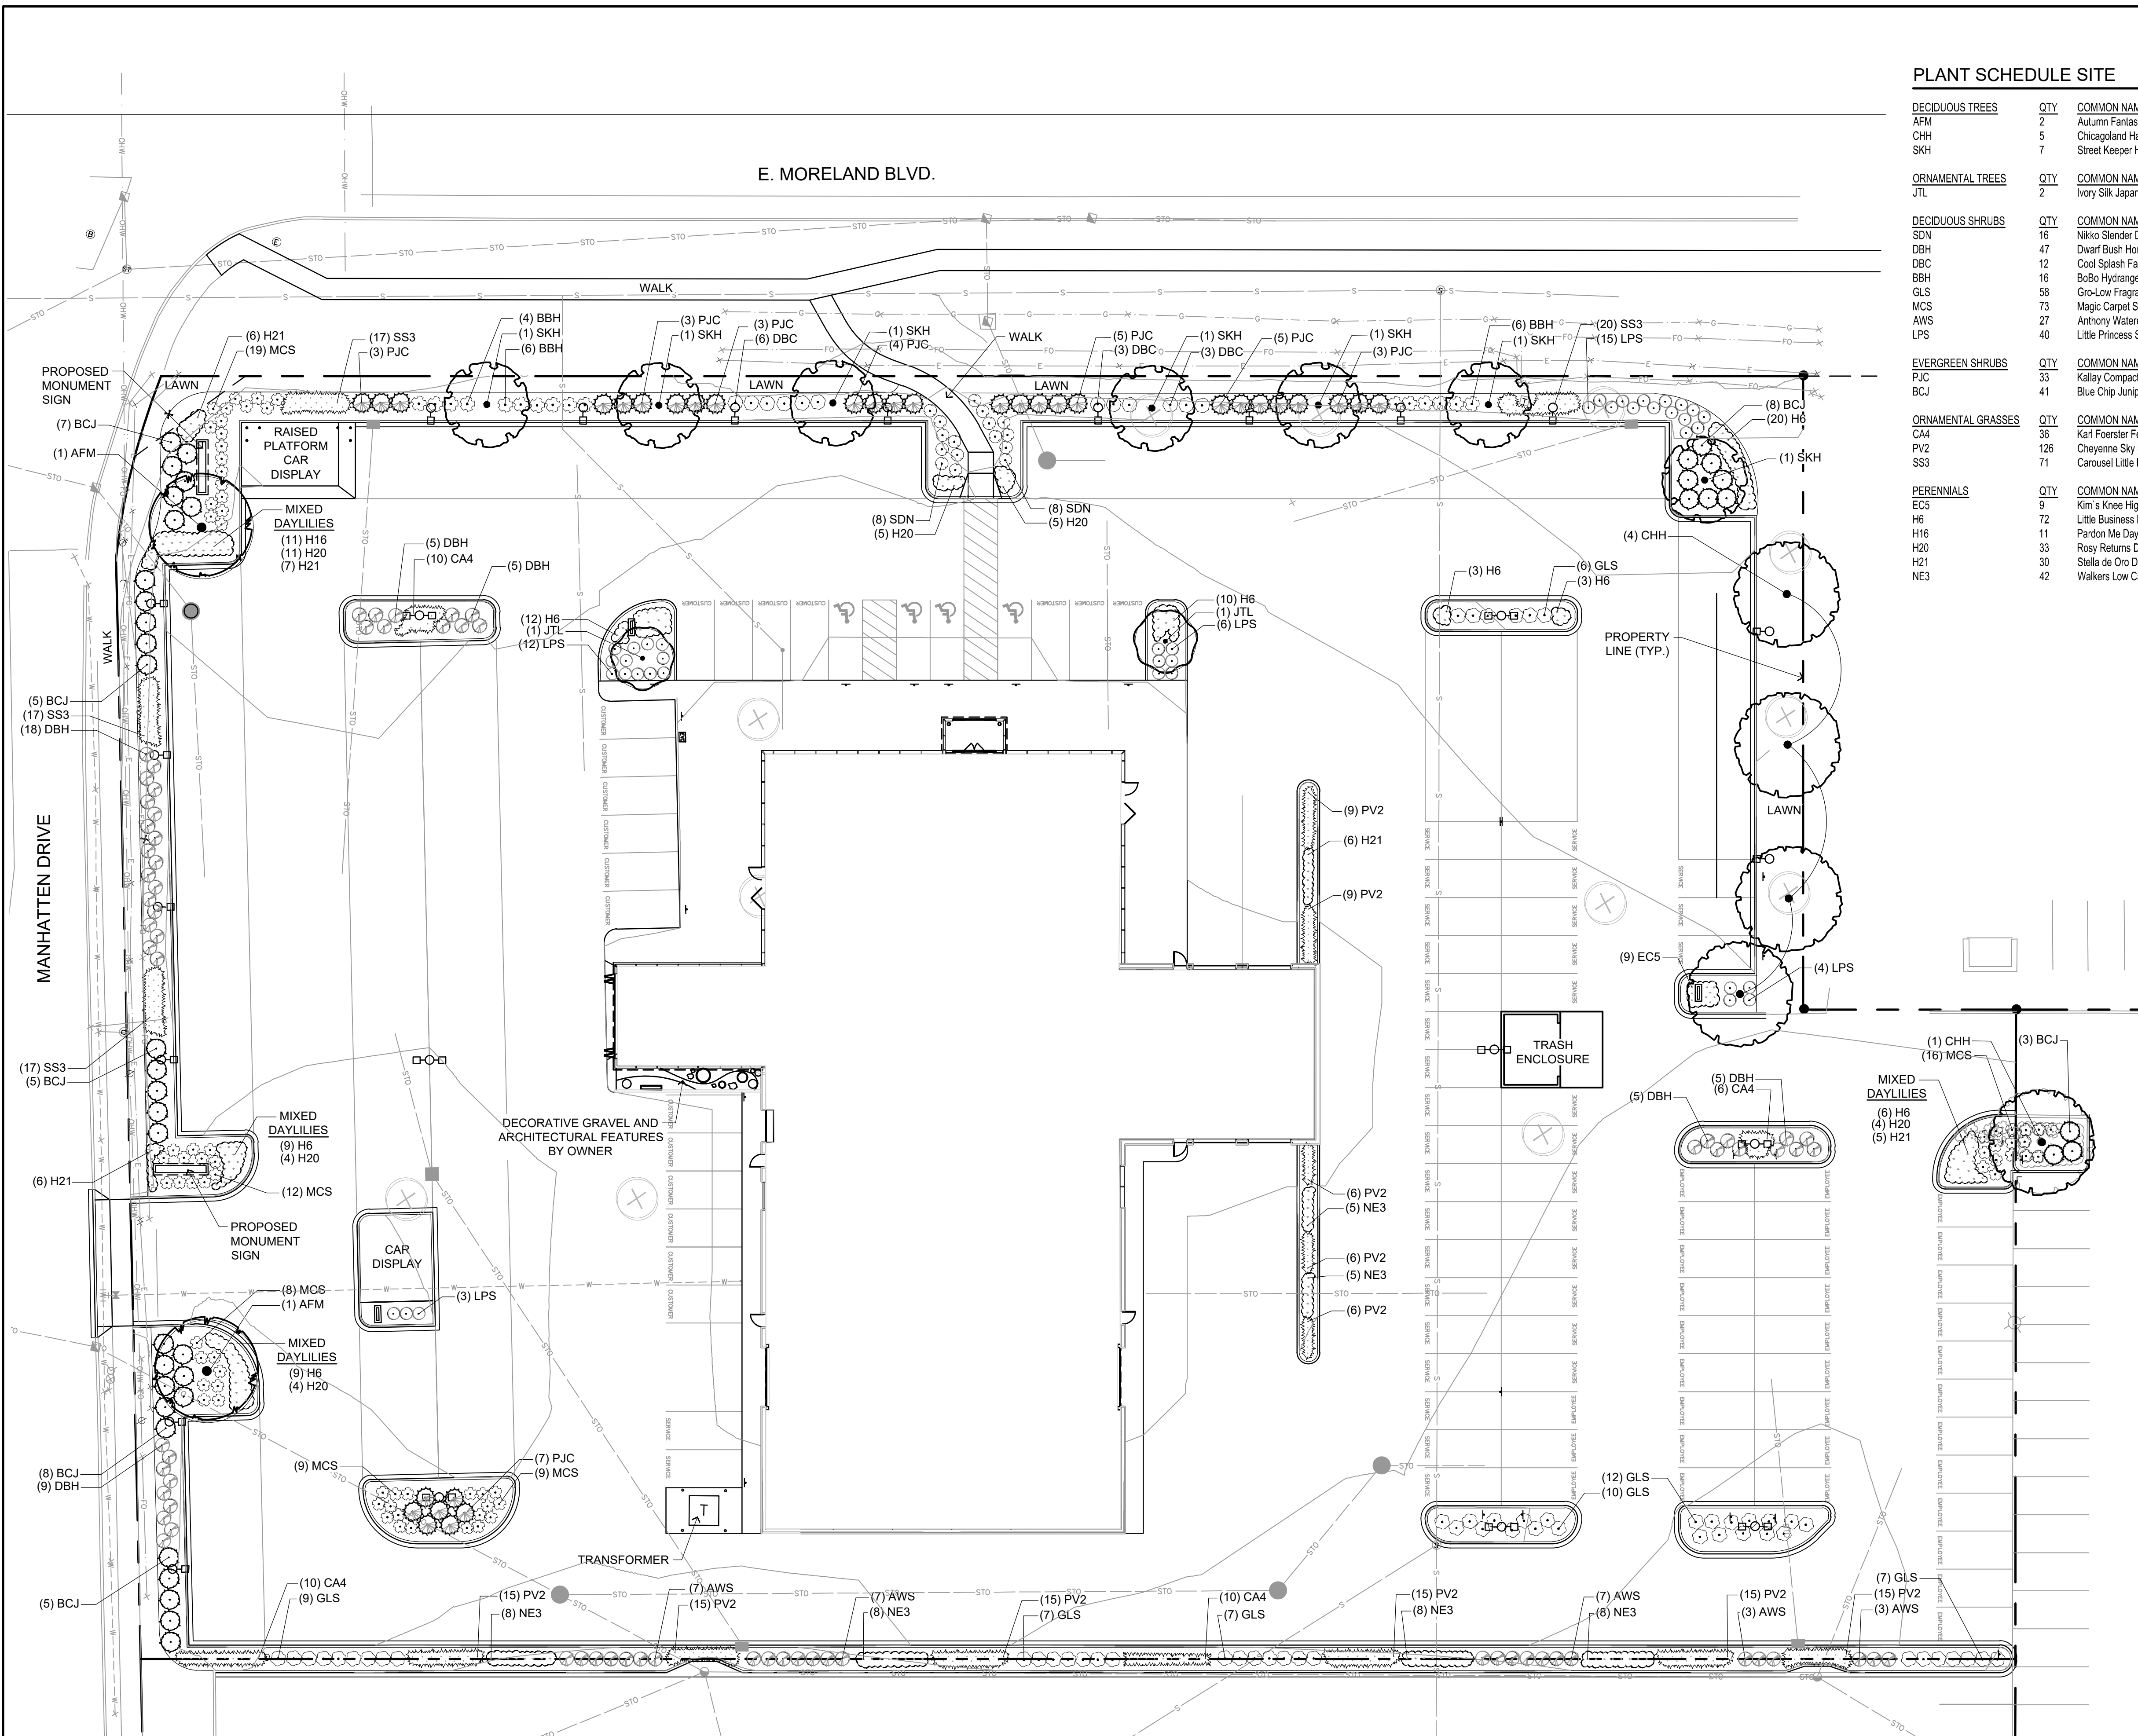 PLANT SCHEDULE SITE
DECIDUOUS TREES QTY COMMON NAM
AFM 2 Autumn Fantas
CHH 5 Chicagoland Ha
SKH 7 Street Keeper H
ORNAMENTAL TREES QTY COMMON NAM
JTL 2 Ivory Silk Japan
DECIDUOUS SHRUBS QTY COMMON NAM
SDN 16 Nikko Slender D
DBH 47 Dwarf Bush Hon
DBC 12 Cool Splash Fa
BBH 16 BoBo Hydrange
GLS 58 Gro-Low Fragra
MCS 73 Magic Carpet S
AWS 27 Anthony Watere
LPS 40 Little Princess S
EVERGREEN SHRUBS QTY COMMON NAM
PJC 33 Kallay Compact
BCJ 41 Blue Chip Junip
ORNAMENTAL GRASSES QTY COMMON NAM
CA4 36 Karl Foerster Fe
PV2 126 Cheyenne Sky
SS3 71 Carousel Little
PERENNIALS QTY COMMON NAM
EC5 9 Kim`s Knee Hig
H6 72 Little Business
H16 11 Pardon Me Day
H20 33 Rosy Returns D
H21 30 Stella de Oro D
NE3 42 Walkers Low C
E. MORELAND BLVD.
WALK
(6) H21
(19) MCS
(17) SS3
(3) PJC
(4) BBH
(1) SKH
(6) BBH
(3) PJC
(1) SKH
(3) PJC
(6) DBC
(1) SKH
(4) PJC
WALK
(5) PJC
(3) DBC
(1) SKH
(3) DBC
(5) PJC
(1) SKH
(3) PJC
(6) BBH
(1) SKH
(20) SS3
(15) LPS
PROPOSED
MONUMENT
SIGN
LAWN
LAWN
LAWN
(7) BCJ
(1) AFM
RAISED
PLATFORM
CAR
DISPLAY
(8) BCJ
(20) H6
(1) SKH
MIXED
DAYLILIES
(11) H16
(11) H20
(7) H21
(8) SDN
(5) H20
(8) SDN
(5) H20
(4) CHH
(5) DBH
(10) CA4
(5) DBH
(3) H6
(6) GLS
(3) H6
(12) H6
(1) JTL
(12) LPS
(10) H6
(1) JTL
(6) LPS
PROPERTY
LINE (TYP.)
WALK
(5) BCJ
(17) SS3
(18) DBH
MANHATTEN DRIVE
(9) PV2
(6) H21
(9) PV2
LAWN
(9) EC5
(4) LPS
TRASH
ENCLOSURE
(17) SS3
(5) BCJ
(1) CHH
(16) MCS
(3) BCJ
MIXED
DAYLILIES
(6) H6
(4) H20
(5) H21
(5) DBH
(6) CA4
(5) DBH
DECORATIVE GRAVEL AND
ARCHITECTURAL FEATURES
BY OWNER
MIXED
DAYLILIES
(9) H6
(4) H20
(6) H21
(12) MCS
PROPOSED
MONUMENT
SIGN
(6) PV2
(5) NE3
(6) PV2
(5) NE3
(6) PV2
CAR
DISPLAY
(3) LPS
(8) MCS
(1) AFM
MIXED
DAYLILIES
(9) H6
(4) H20
(8) BCJ
(9) DBH
(9) MCS
(7) PJC
(9) MCS
(12) GLS
(10) GLS
T
TRANSFORMER
(5) BCJ
(10) CA4
(9) GLS
(15) PV2
(8) NE3
(7) AWS
(15) PV2
(7) AWS
(8) NE3
(15) PV2
(7) GLS
(10) CA4
(7) GLS
(15) PV2
(8) NE3
(7) AWS
(8) NE3
(15) PV2
(3) AWS
(7) GLS
(15) PV2
(3) AWS